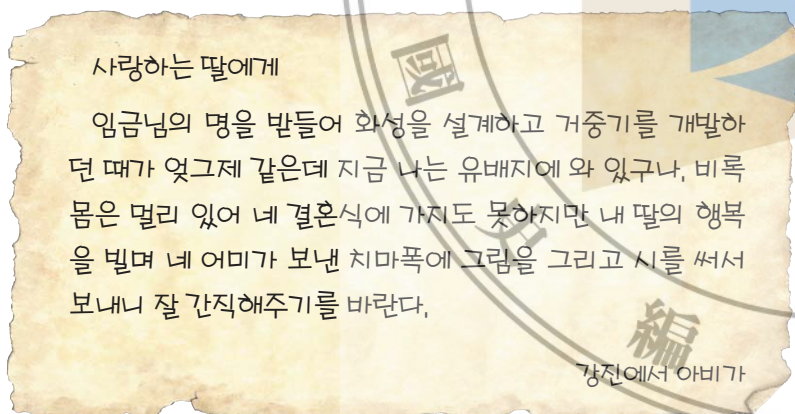 사랑하는 딸에게
임금님의 명을 받들어 화성을 설계하고 거중기를 개발하
던 때가 엊그제 같은데 지금 나는 유배지에 와 있구나. 비록
몸은 멀리 있어 네 결혼식에 가지도 못하지만 내 딸의 행복
을 빌며 네 어미가 보낸 치마폭에 그림을 그리고 시를 써서
보내니 잘 간직해주기를 바란다.
강진에서 아비가
國
史
編